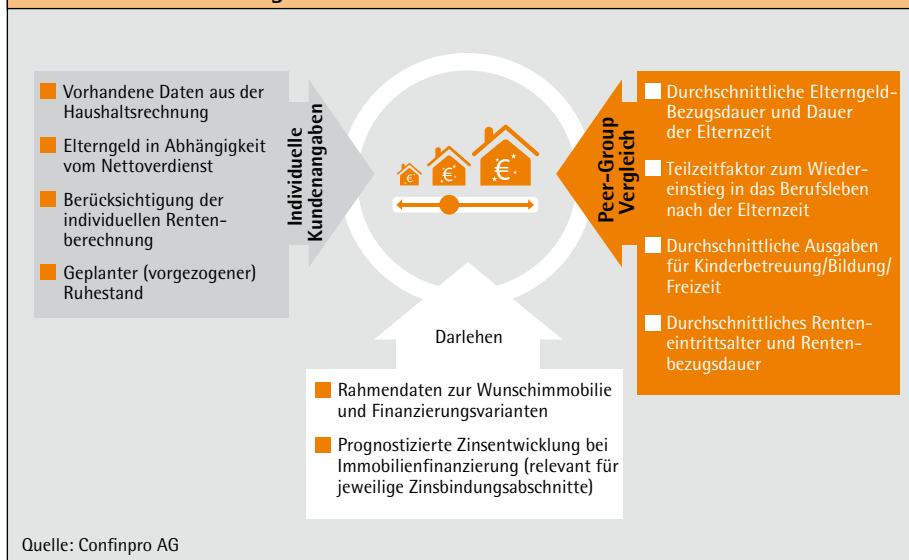 Vorhandene Daten aus der
Haushaltsrechnung
Elterngeld in Abhängigkeit
vom Nettoverdienst
Berücksichtigung der
individuellen Renten-
berechnung
Geplanter (vorgezogener)
Ruhestand
Individuelle
Kundenangaben
€
€
€
Peer-Group
Vergleich
Durchschnittliche Elterngeld-
Bezugsdauer und Dauer
der Elternzeit
Teilzeitfaktor zum Wieder-
einstieg in das Berufsleben
nach der Elternzeit
Durchschnittliche Ausgaben
für Kinderbetreuung/Bildung/
Freizeit
Durchschnittliches Renten-
eintrittsalter und Renten-
bezugsdauer
Darlehen
Rahmendaten zur Wunschimmobilie
und Finanzierungsvarianten
Prognostizierte Zinsentwicklung bei
Immobilienfinanzierung (relevant für
jeweilige Zinsbindungsabschnitte)
Quelle: Confinpro AG